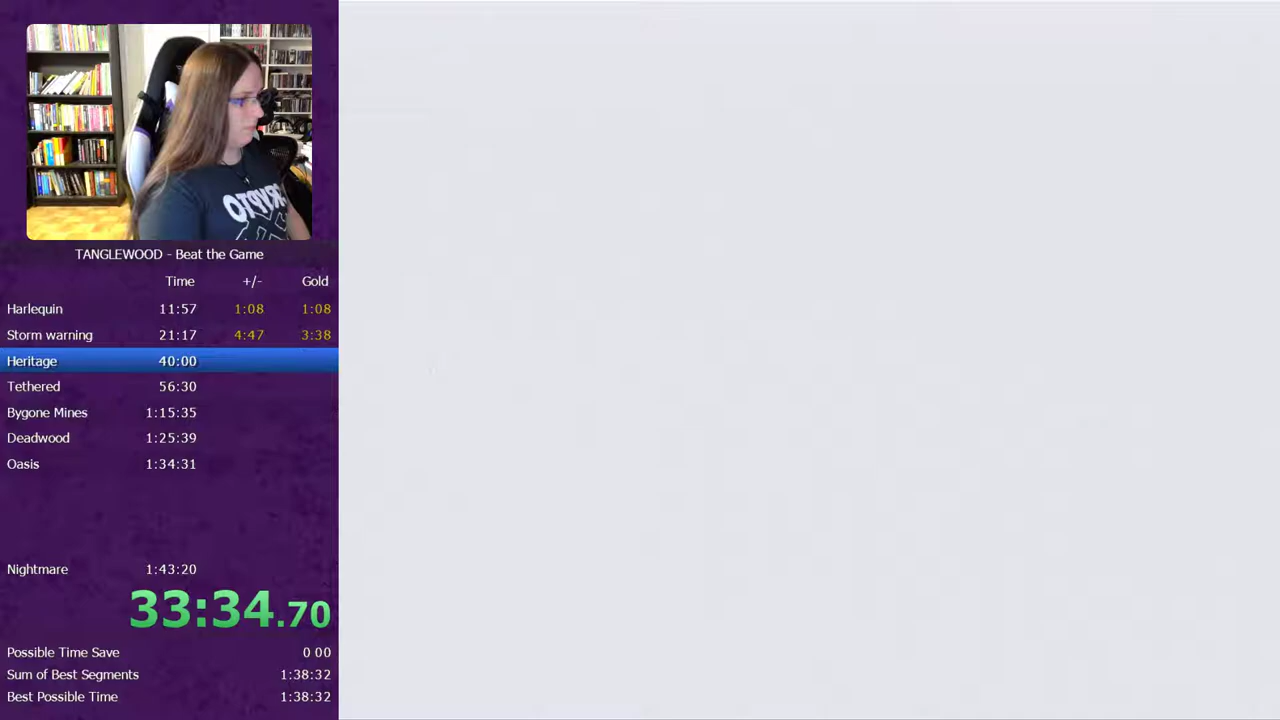 TANGLEWOOD - Beat the Game
Time +/- Gold
Harlequin 11:57 1:08 1:08
Storm warning 21:17 4:47 3:38
Heritage 40:00
Tethered 56:30
Bygone Mines 1:15:35
Deadwood 1:25:39
Oasis 1:34:31
Nightmare 1:43:20
33:34.70
Possible Time Save 0 00
Sum of Best Segments 1:38:32
Best Possible Time 1:38:32